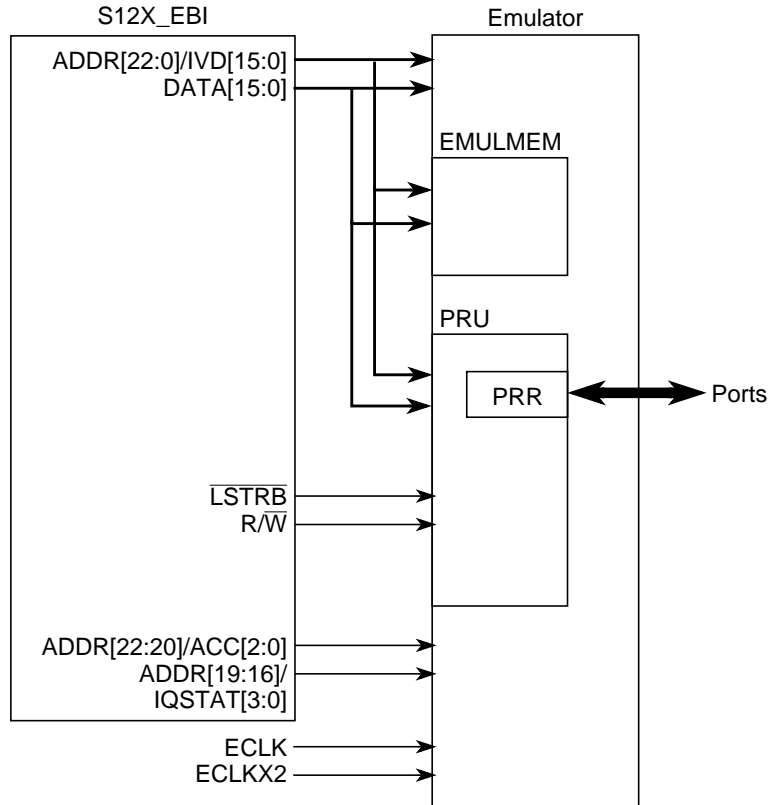 S12X_EBI
Emulator
ADDR[22:0]/IVD[15:0]
DATA[15:0]
EMULMEM
PRU
PRR
Ports
LSTRB
R/W
ADDR[22:20]/ACC[2:0]
ADDR[19:16]/
IQSTAT[3:0]
ECLK
ECLKX2